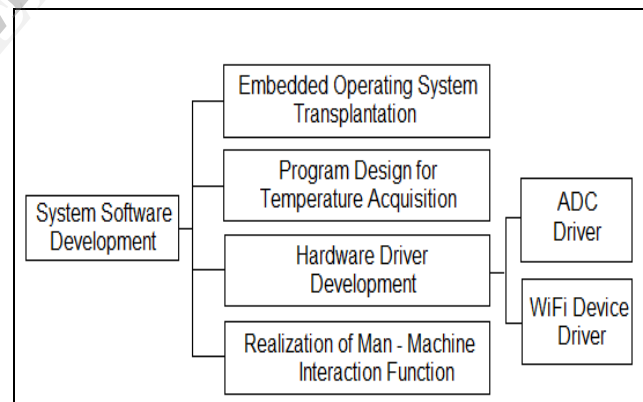 Embedded Operating System
Transplantation
Program Design for
Temperature Acquisition
System Software
Development
Hardware Driver
Development
ADC
Driver
WiFi Device
Driver
Realization of Man - Machine
Interaction Function